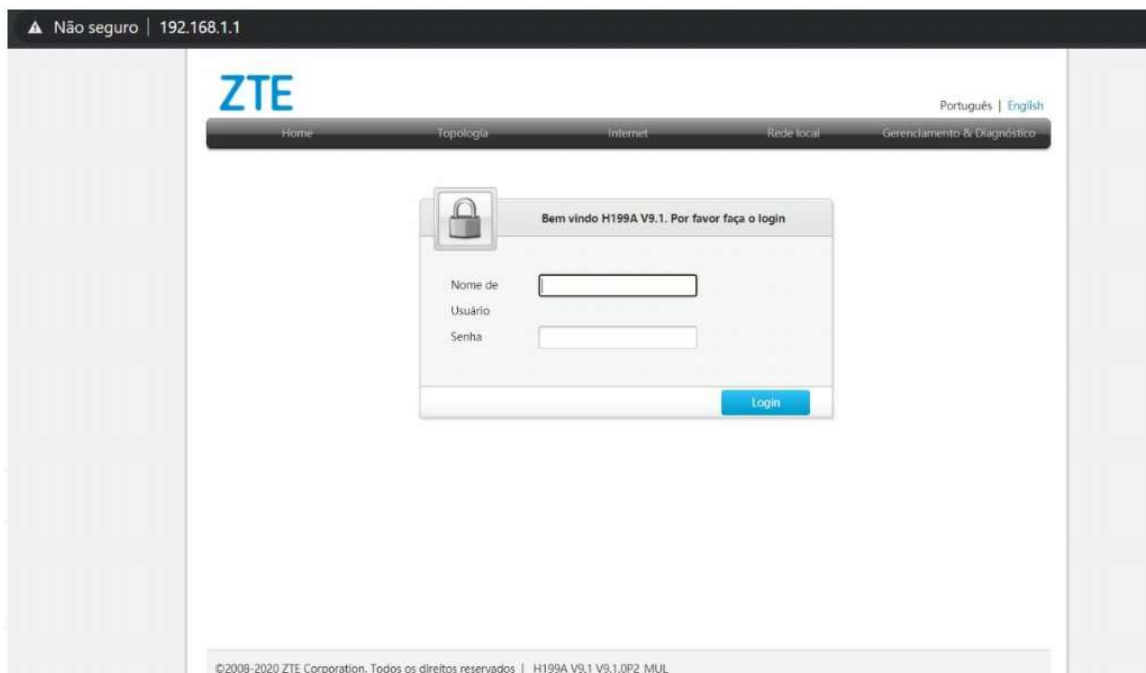 Não seguro | 192.168.1.1
ZTE
Português | English
Home Topologia Internet Rede local Gerenciamento & Diagnóstico
Bem vindo H199A V9.1. Por favor faça o login
Nome de
Usuário
Senha
Login
©2008-2020 ZTE Corporation. Todos os direitos reservados | H199A V9.1 V9.1.0P2_MUL